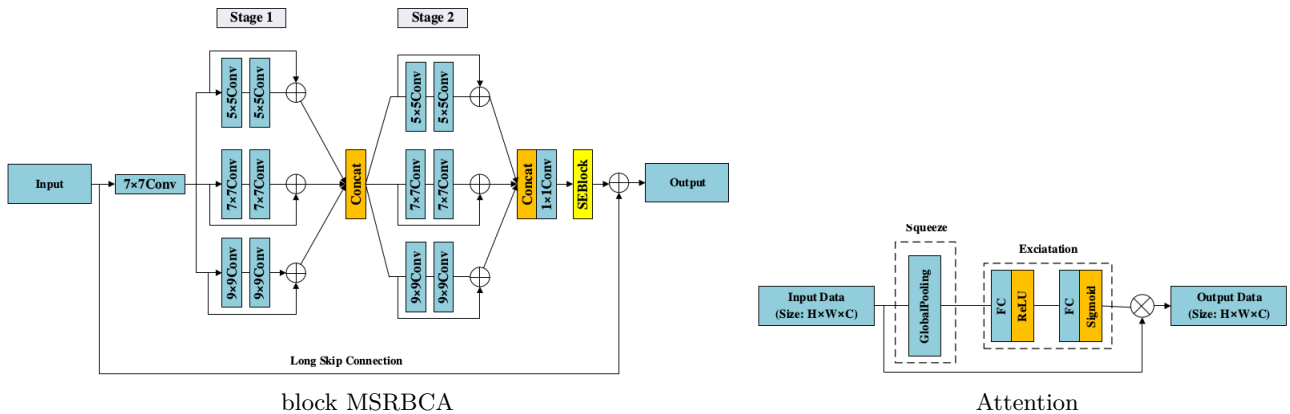 Stage 1
Stage 2
5×5Conv
5×5Conv
5×5Conv
5×5Conv
Input
7×7Conv
7×7Conv
7×7Conv
Concat
7×7Conv
7×7Conv
Concat
1×1Conv
SEBlock
Output
9×9Conv
9×9Conv
9×9Conv
9×9Conv
Long Skip Connection
block MSRBCA
Squeeze
Exciatation
Input Data
(Size: H×W×C)
GlobalPooling
FC
ReLU
FC
Sigmoid
Output Data
(Size: H×W×C)
Attention